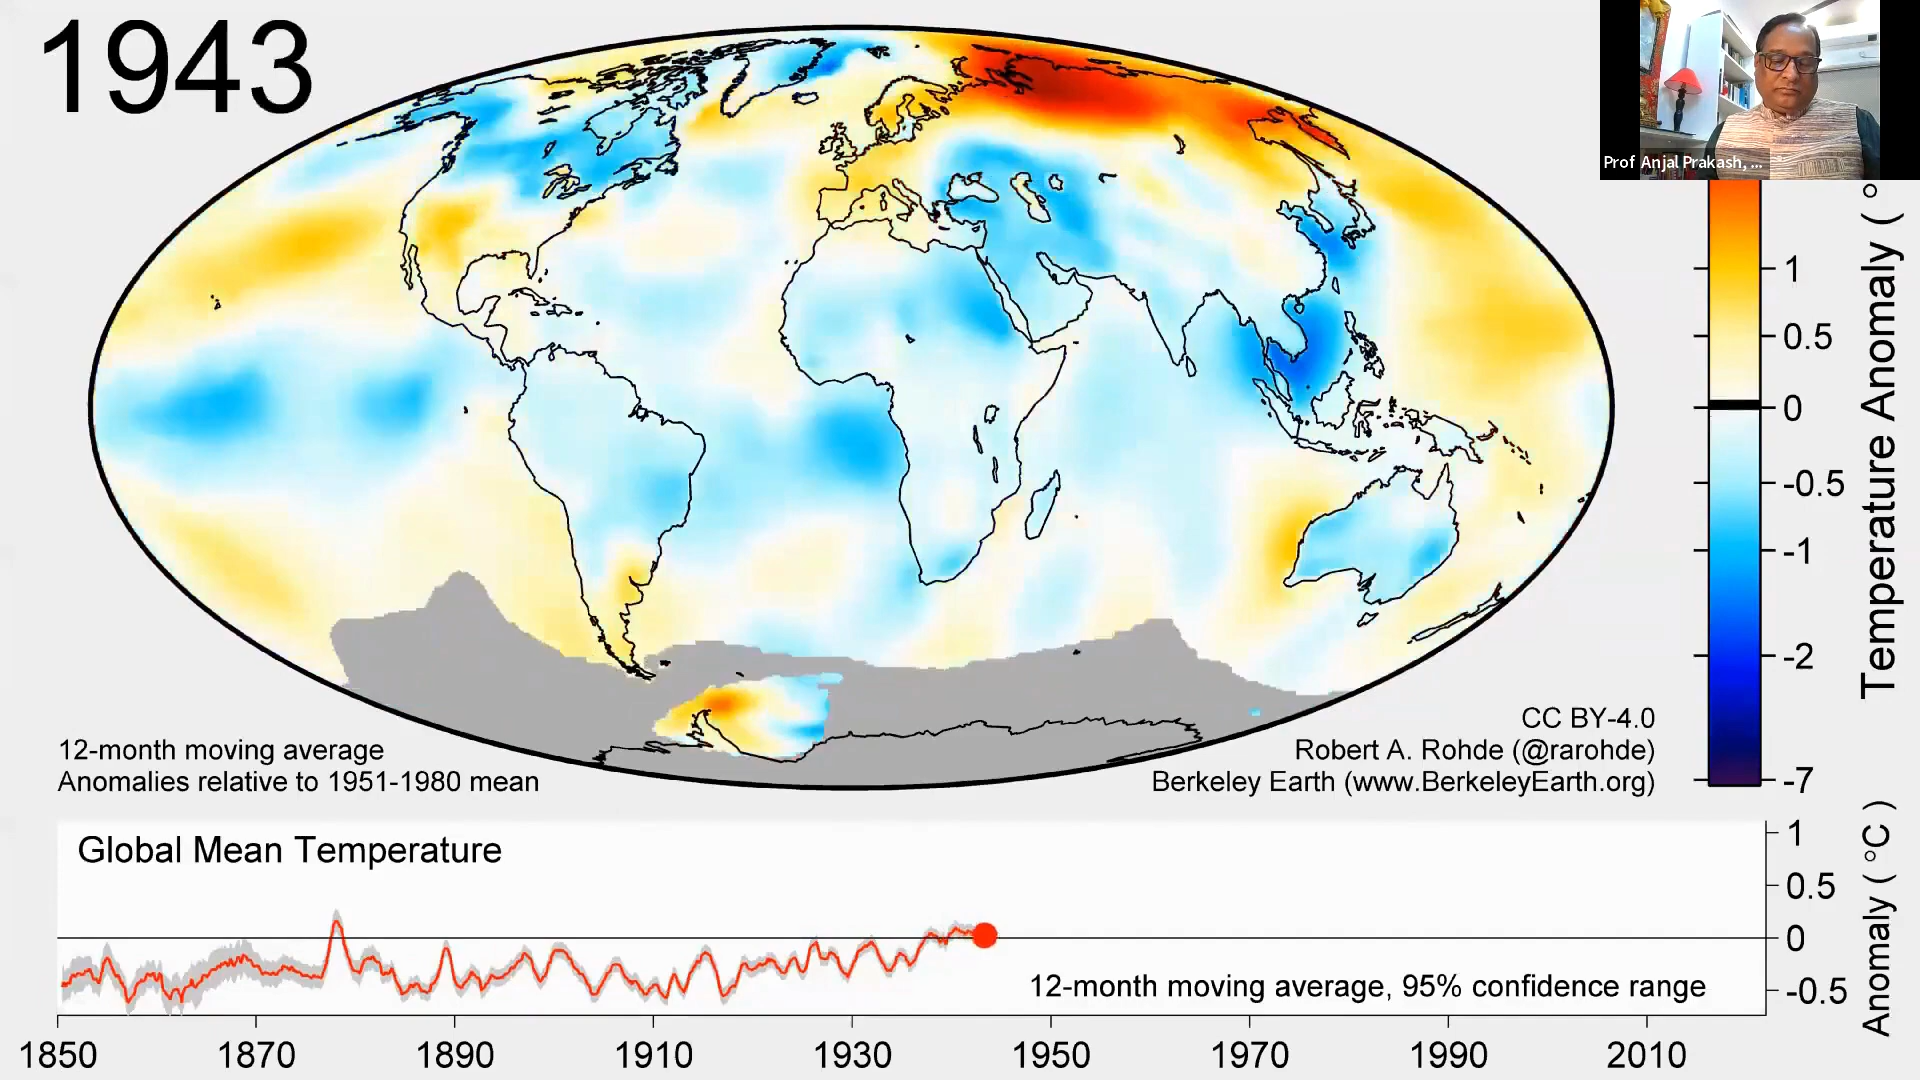 1943
Prof Anjal Prakash, ...
Temperature Anomaly ( °
1
0.5
0
-0.5
-1
-2
-7
12-month moving average
Anomalies relative to 1951-1980 mean
CC BY-4.0
Robert A. Rohde (@rarohde)
Berkeley Earth (www.BerkeleyEarth.org)
Global Mean Temperature
12-month moving average, 95% confidence range
1
0.5
0
-0.5
Anomaly ( °C )
1850 1870 1890 1910 1930 1950 1970 1990 2010